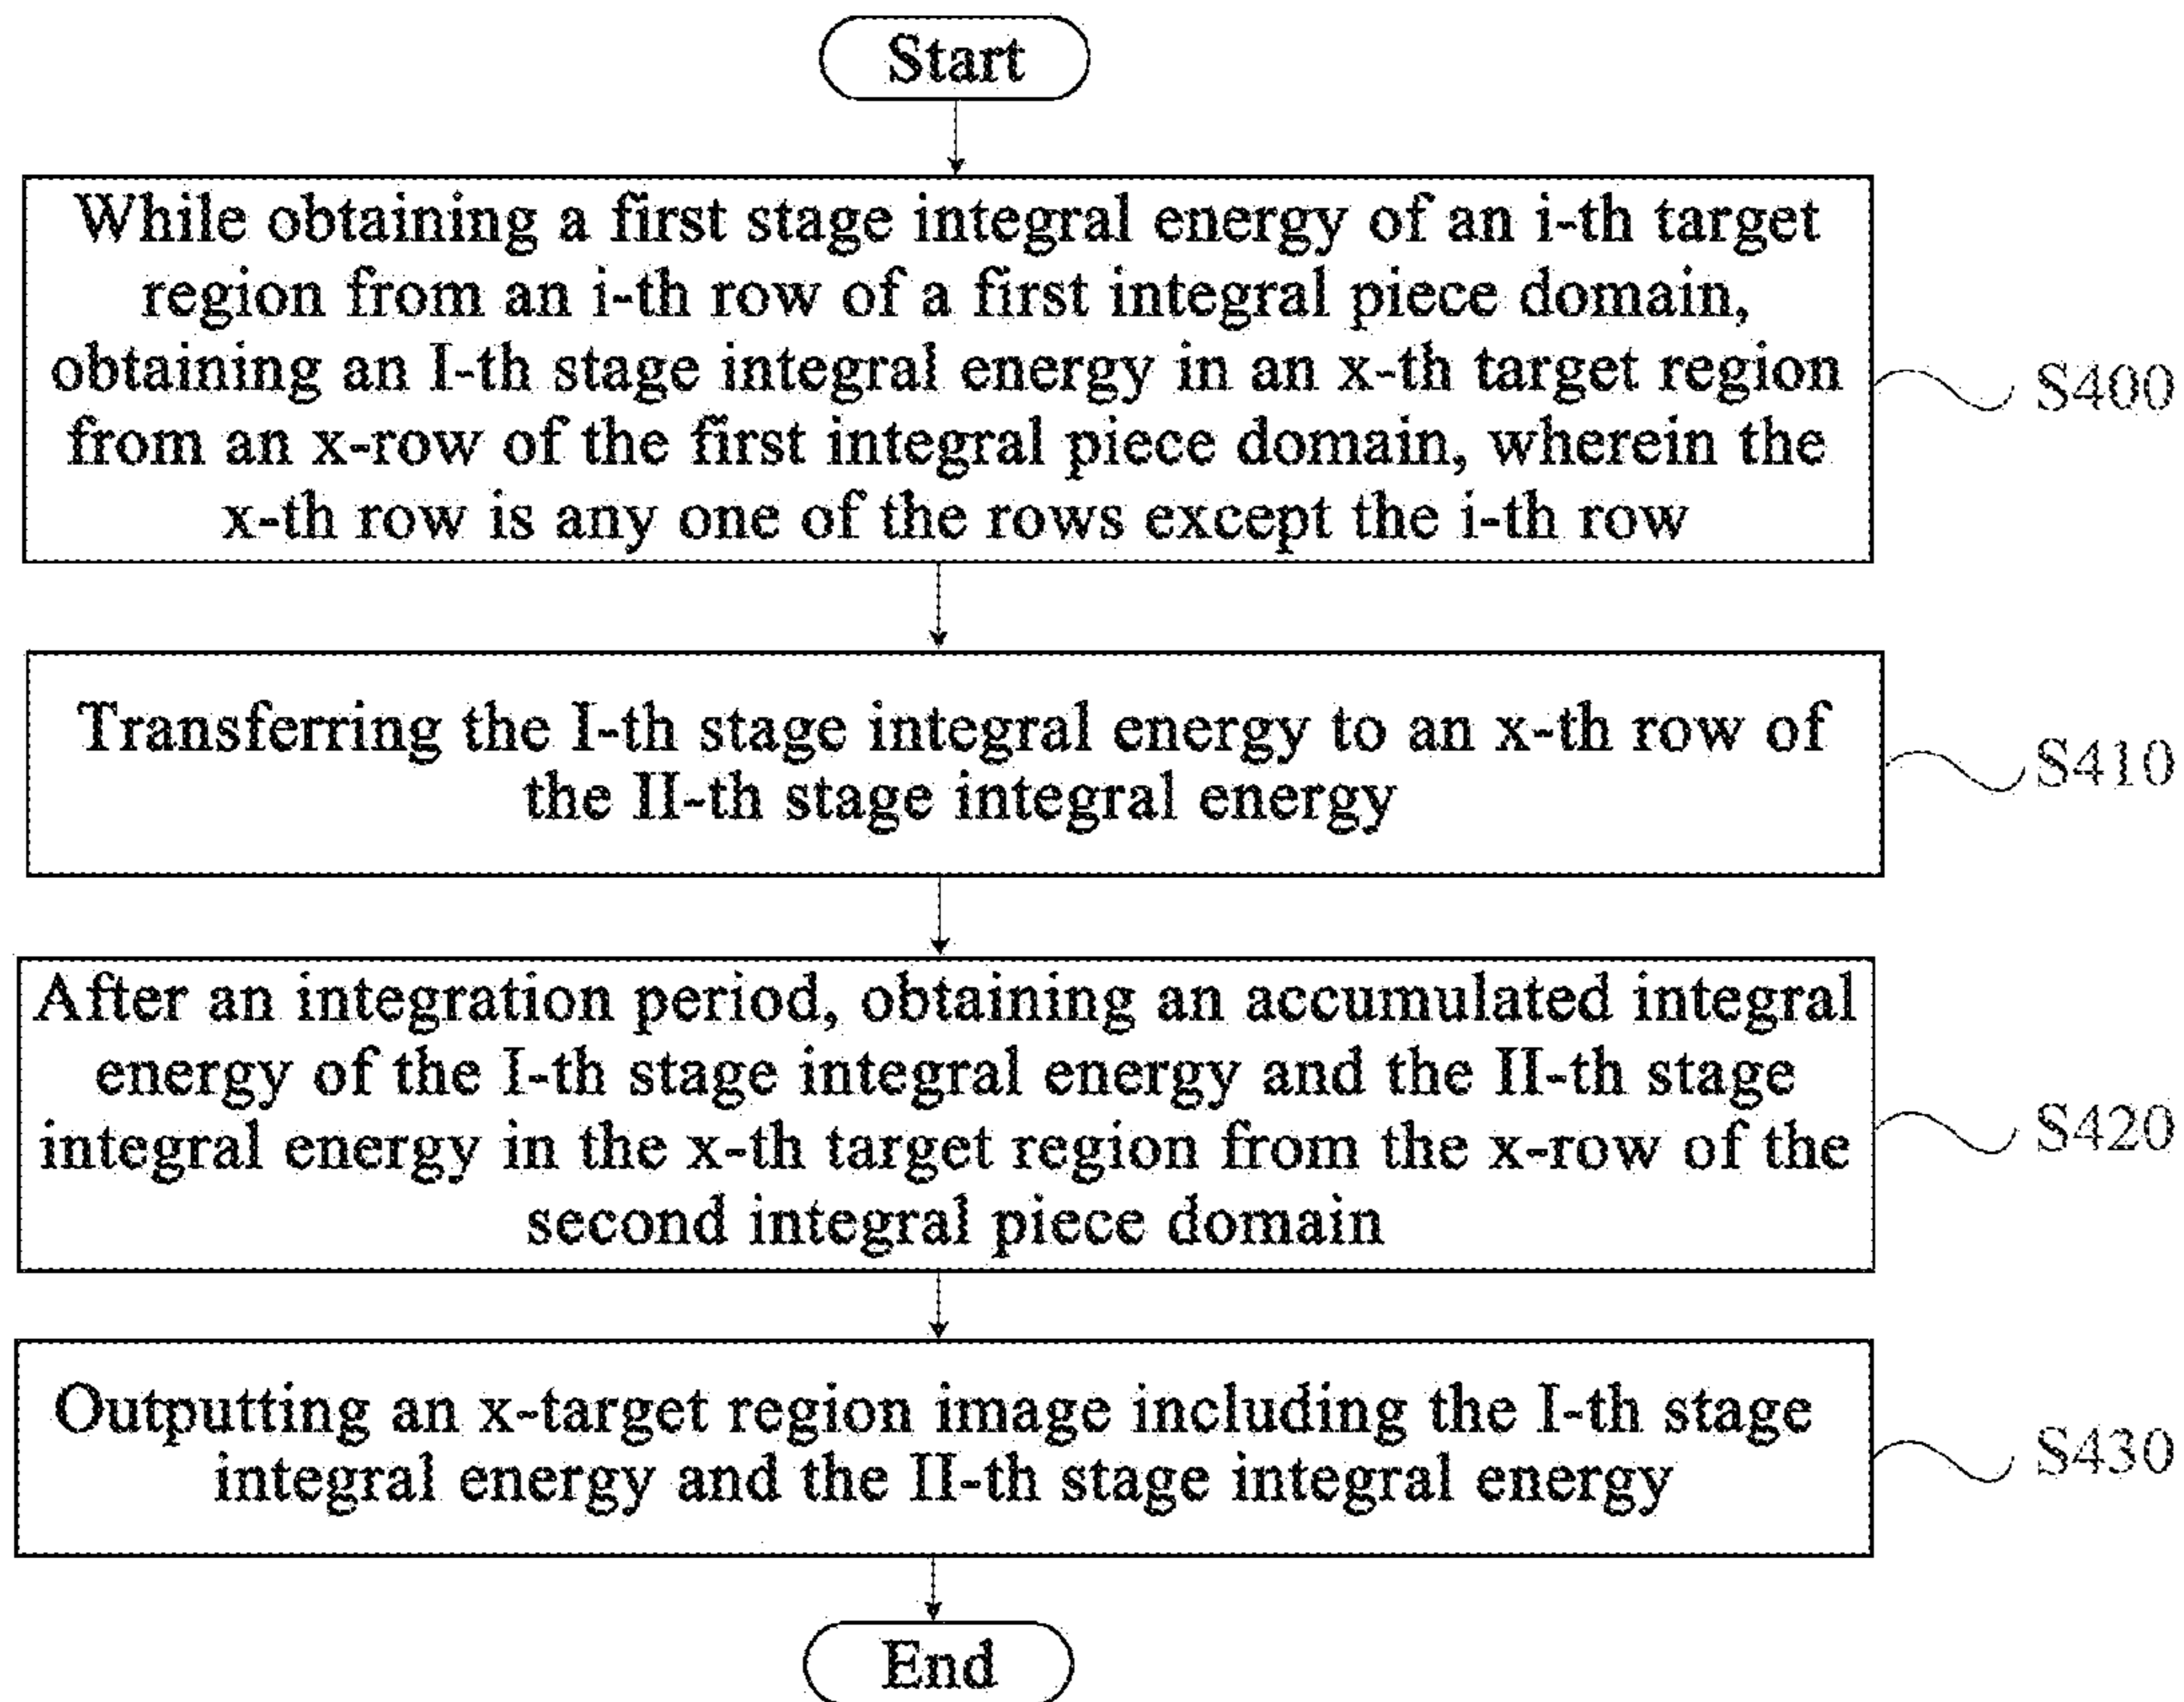 Start
While obtaining a first stage integral energy of an i-th target
region from an i-th row of a first integral piece domain,
obtaining an I-th stage integral energy in an x-th target region
from an x-row of the first integral piece domain, wherein the
x-th row is any one of the rows except the i-th row
S400
Transferring the I-th stage integral energy to an x-th row of
the II-th stage integral energy
S410
After an integration period, obtaining an accumulated integral
energy of the I-th stage integral energy and the II-th stage
integral energy in the x-th target region from the x-row of the
second integral piece domain
S420
Outputting an x-target region image including the I-th stage
integral energy and the II-th stage integral energy
S430
End